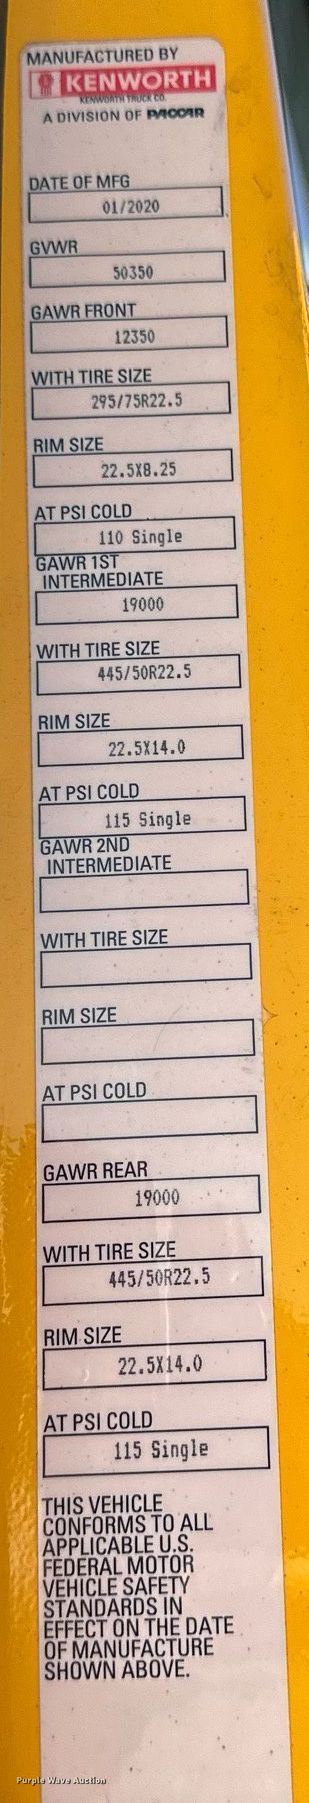 MANUFACTURED BY
KENWORTH
KENWORTH TRUCK CO.
A DIVISION OF PACCAR
DATE OF MFG
01/2020
GVWR
50350
GAWR FRONT
12350
WITH TIRE SIZE
295/75R22.5
RIM SIZE
22.5X8.25
AT PSI COLD
110 Single
GAWR 1ST
INTERMEDIATE
19000
WITH TIRE SIZE
445/50R22.5
RIM SIZE
22.5X14.0
AT PSI COLD
115 Single
GAWR 2ND
INTERMEDIATE
WITH TIRE SIZE
RIM SIZE
AT PSI COLD
GAWR REAR
19000
WITH TIRE SIZE
445/50R22.5
RIM SIZE
22.5X14.0
AT PSI COLD
115 Single
THIS VEHICLE
CONFORMS TO ALL
APPLICABLE U.S.
FEDERAL MOTOR
VEHICLE SAFETY
STANDARDS IN
EFFECT ON THE DATE
OF MANUFACTURE
SHOWN ABOVE.
Purple Wave Auction